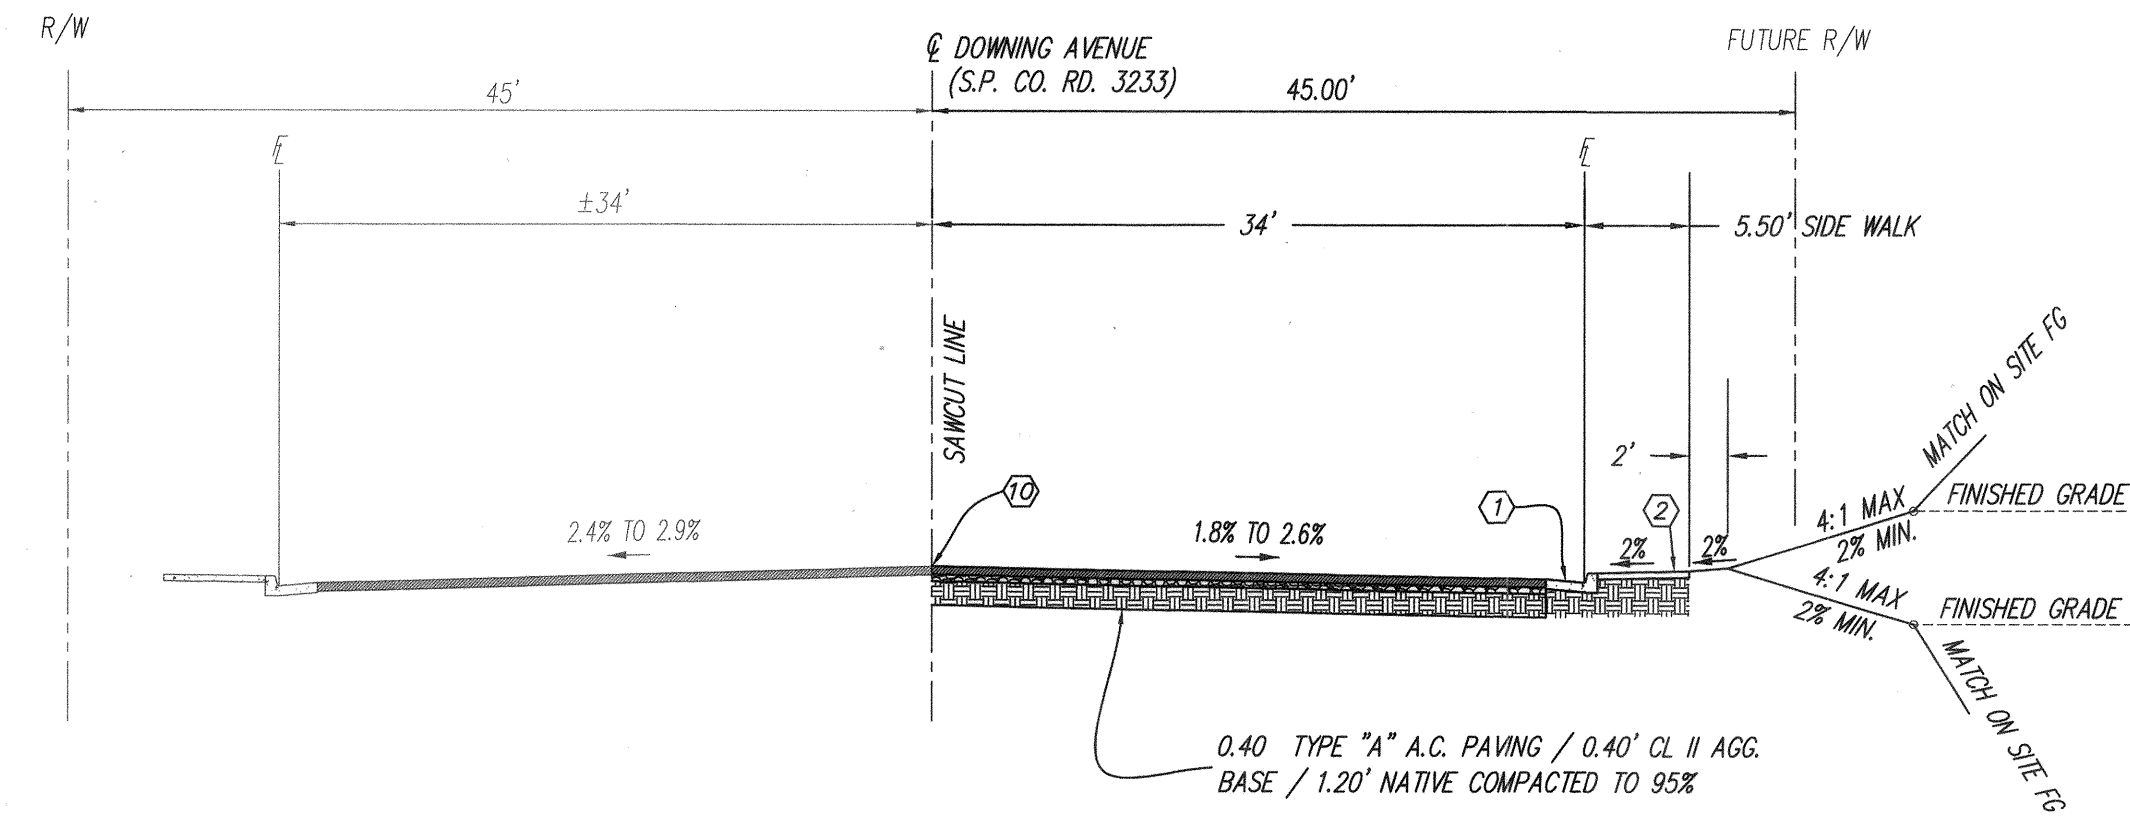 R/W
℄ DOWNING AVENUE
(S.P. CO. RD. 3233)
FUTURE R/W
45'
45.00'
FL
FL
±34'
34'
5.50' SIDE WALK
SAWCUT LINE
MATCH ON SITE FG
2'
10
1
2
4:1 MAX
FINISHED GRADE
2.4% TO 2.9%
1.8% TO 2.6%
2%
2%
2% MIN.
4:1 MAX
FINISHED GRADE
2% MIN.
MATCH ON SITE FG
0.40 TYPE "A" A.C. PAVING / 0.40' CL II AGG.
BASE / 1.20' NATIVE COMPACTED TO 95%